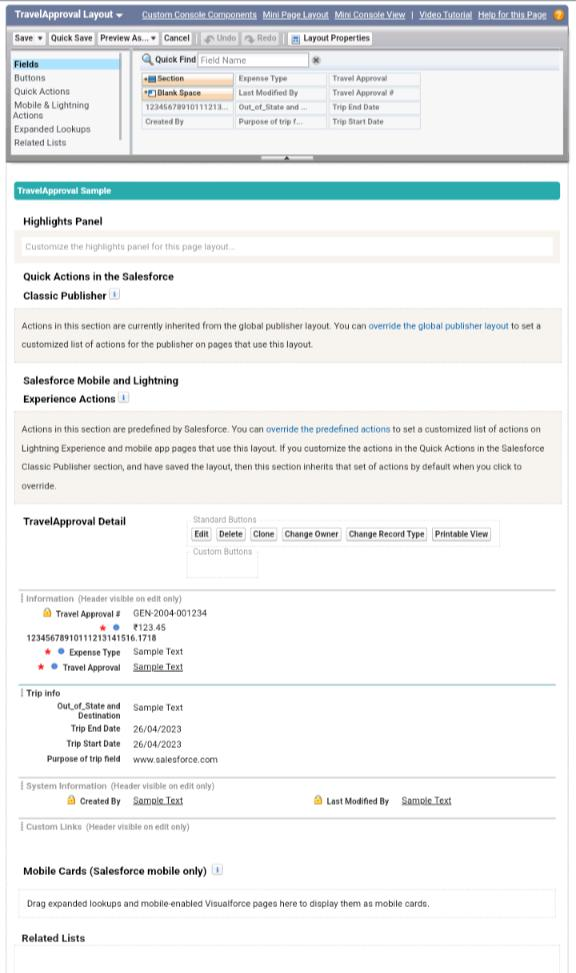 TravelApproval Layout
Custom Console Components Mini Page Layout Mini Console View | Video Tutorial Help for this Page
Save Quick Save Preview As... Cancel Undo Redo Layout Properties
Fields
Buttons
Quick Actions
Mobile & Lightning
Actions
Expanded Lookups
Related Lists
Quick Find Field Name
Section Expense Type Travel Approval
Blank Space Last Modified By Travel Approval #
12345678910111213... Out_of_State and ... Trip End Date
Created By Purpose of trip f... Trip Start Date
TravelApproval Sample
Highlights Panel
Customize the highlights panel for this page layout...
Quick Actions in the Salesforce
Classic Publisher
Actions in this section are currently inherited from the global publisher layout. You can override the global publisher layout to set a
customized list of actions for the publisher on pages that use this layout.
Salesforce Mobile and Lightning
Experience Actions
Actions in this section are predefined by Salesforce. You can override the predefined actions to set a customized list of actions on
Lightning Experience and mobile app pages that use this layout. If you customize the actions in the Quick Actions in the Salesforce
Classic Publisher section, and have saved the layout, then this section inherits that set of actions by default when you click to
override.
TravelApproval Detail
Standard Buttons
Edit Delete Clone Change Owner Change Record Type Printable View
Custom Buttons
Information (Header visible on edit only)
Travel Approval # GEN-2004-001234
₹123.45
12345678910111213141516.1718
Expense Type Sample Text
Travel Approval Sample Text
Trip info
Out_of_State and
Destination Sample Text
Trip End Date 26/04/2023
Trip Start Date 26/04/2023
Purpose of trip field www.salesforce.com
System Information (Header visible on edit only)
Created By Sample Text Last Modified By Sample Text
Custom Links (Header visible on edit only)
Mobile Cards (Salesforce mobile only)
Drag expanded lookups and mobile-enabled Visualforce pages here to display them as mobile cards.
Related Lists